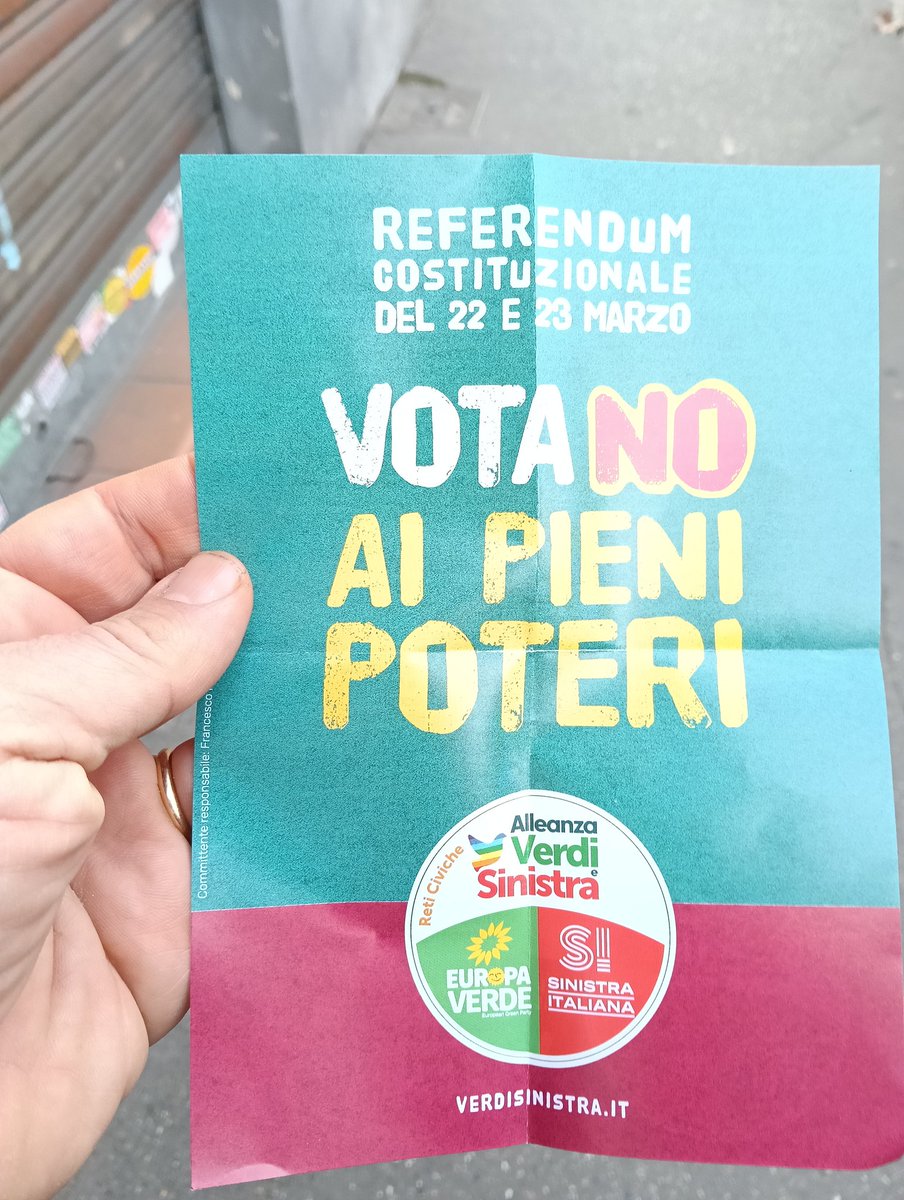 REFERENDUM
COSTITUZIONALE
DEL 22 E 23 MARZO
VOTA NO
AI PIENI
POTERI
Committente responsabile: Francesco
Reti Civiche
Alleanza
Verdi
e
Sinistra
EUROPA
VERDE
European Green Party
SI
SINISTRA
ITALIANA
VERDISINISTRA.IT